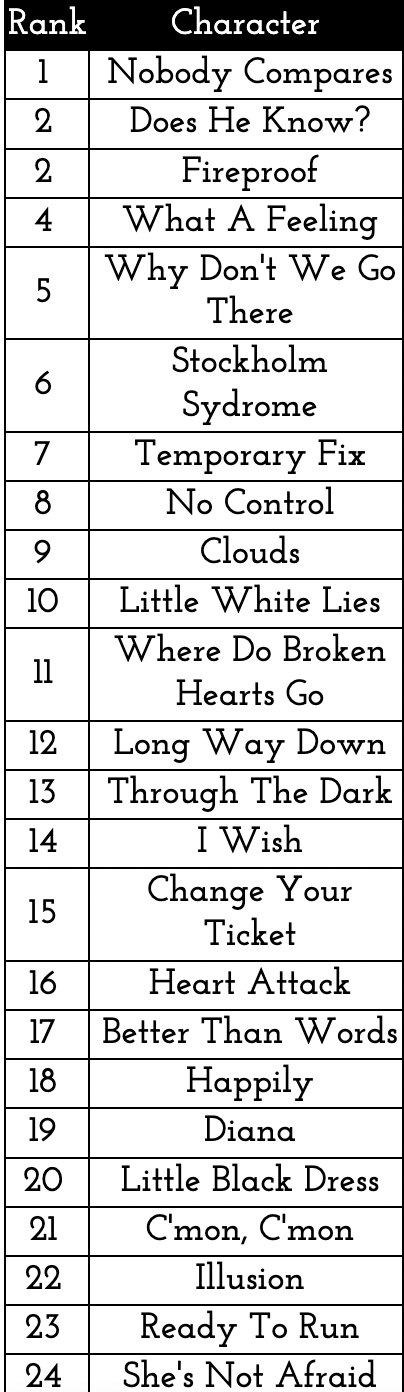 Rank Character
1 Nobody Compares
2 Does He Know?
2 Fireproof
4 What A Feeling
5 Why Don't We Go
There
6 Stockholm
Sydrome
7 Temporary Fix
8 No Control
9 Clouds
10 Little White Lies
11 Where Do Broken
Hearts Go
12 Long Way Down
13 Through The Dark
14 I Wish
15 Change Your
Ticket
16 Heart Attack
17 Better Than Words
18 Happily
19 Diana
20 Little Black Dress
21 C'mon, C'mon
22 Illusion
23 Ready To Run
24 She's Not Afraid